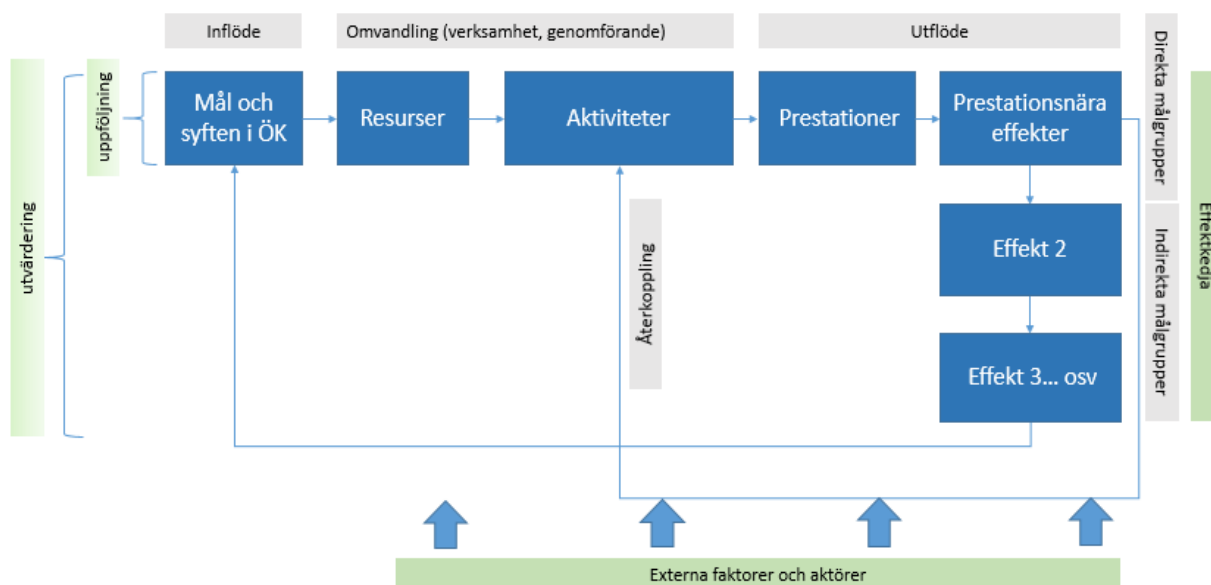 Inflöde
Omvandling (verksamhet, genomförande)
Utflöde
Direkta målgrupper
utvärdering
uppföljning
Mål och
syften i ÖK
Resurser
Aktiviteter
Prestationer
Prestationsnära
effekter
Effektkedja
Återkoppling
Effekt 2
Indirekta målgrupper
Effekt 3... osv
Externa faktorer och aktörer